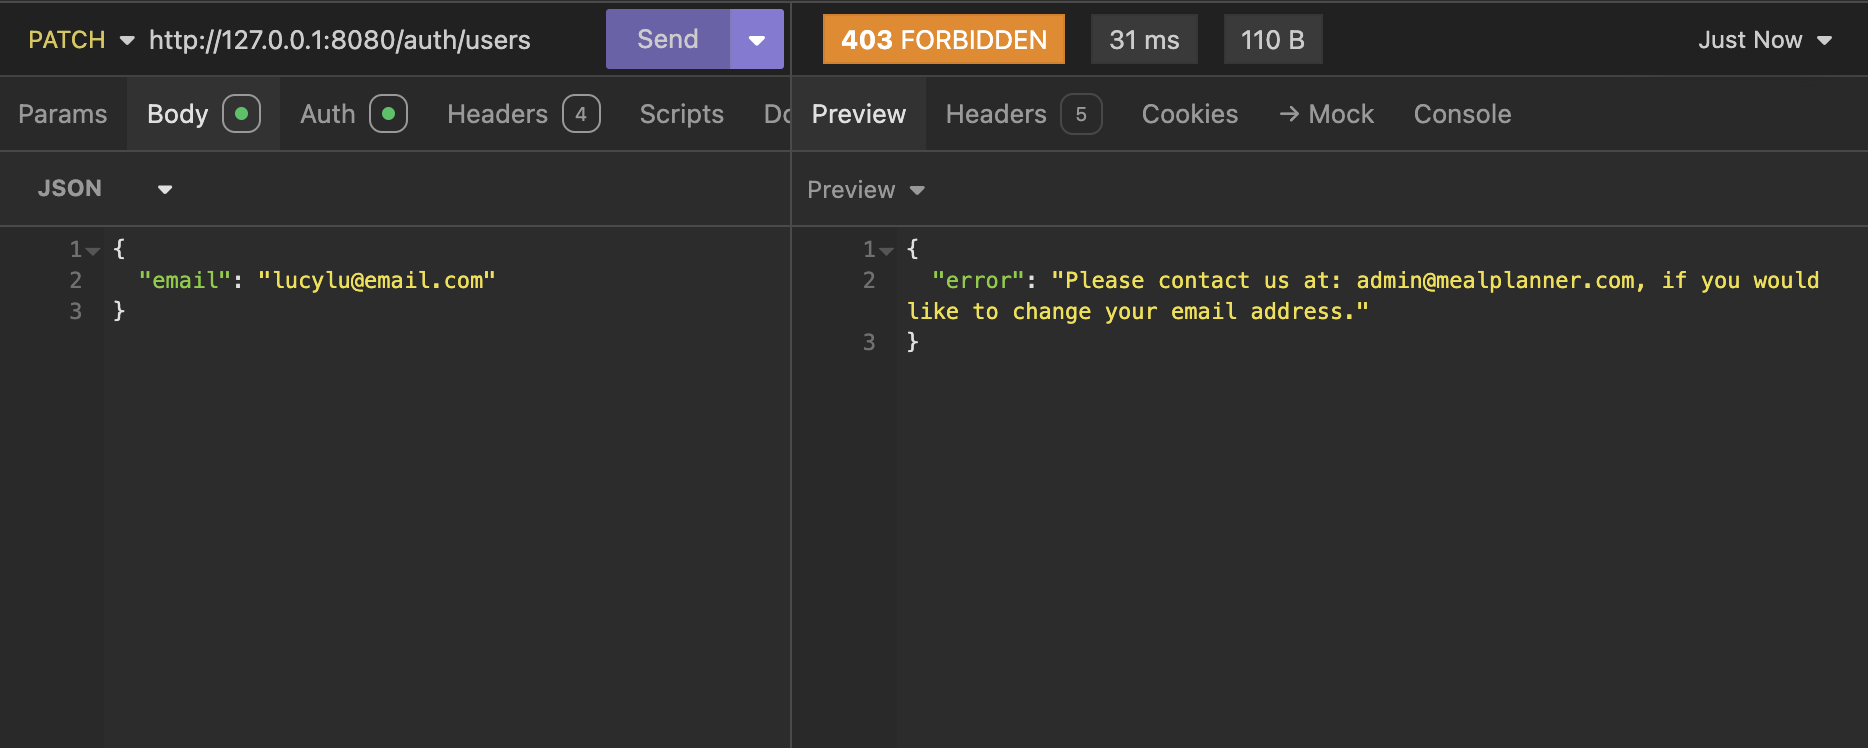 PATCH http://127.0.0.1:8080/auth/users Send 403 FORBIDDEN 31 ms 110 B Just Now
Params Body Auth Headers 4 Scripts Do Preview Headers 5 Cookies → Mock Console
JSON Preview
1 {
2 "email": "lucylu@email.com"
3 }
1 {
2 "error": "Please contact us at: admin@mealplanner.com, if you would
like to change your email address."
3 }